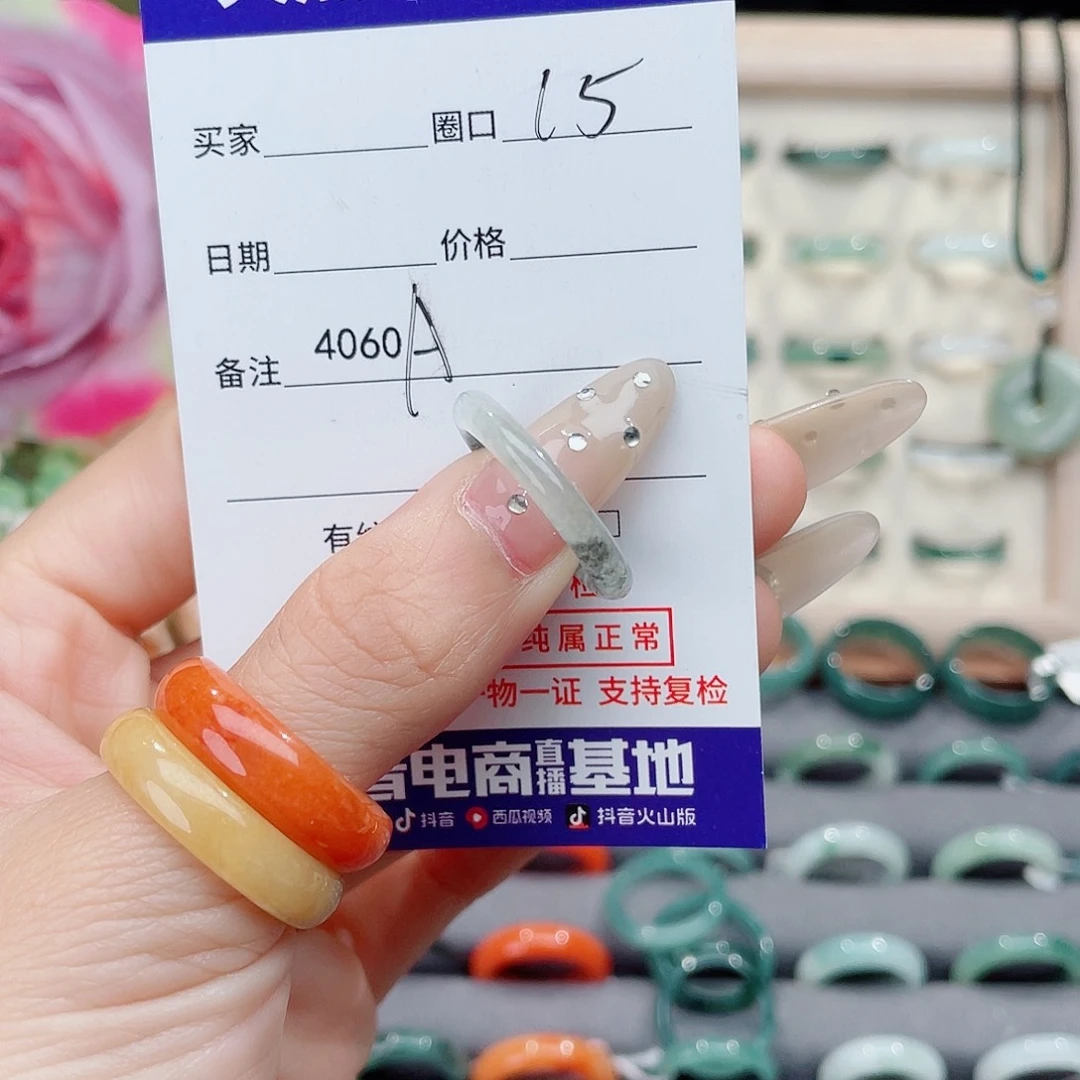 买家 圈口 15
日期 价格
备注 4060A
有
检
纯属正常
物一证 支持复检
电商直播基地
抖音 西瓜视频 抖音火山版